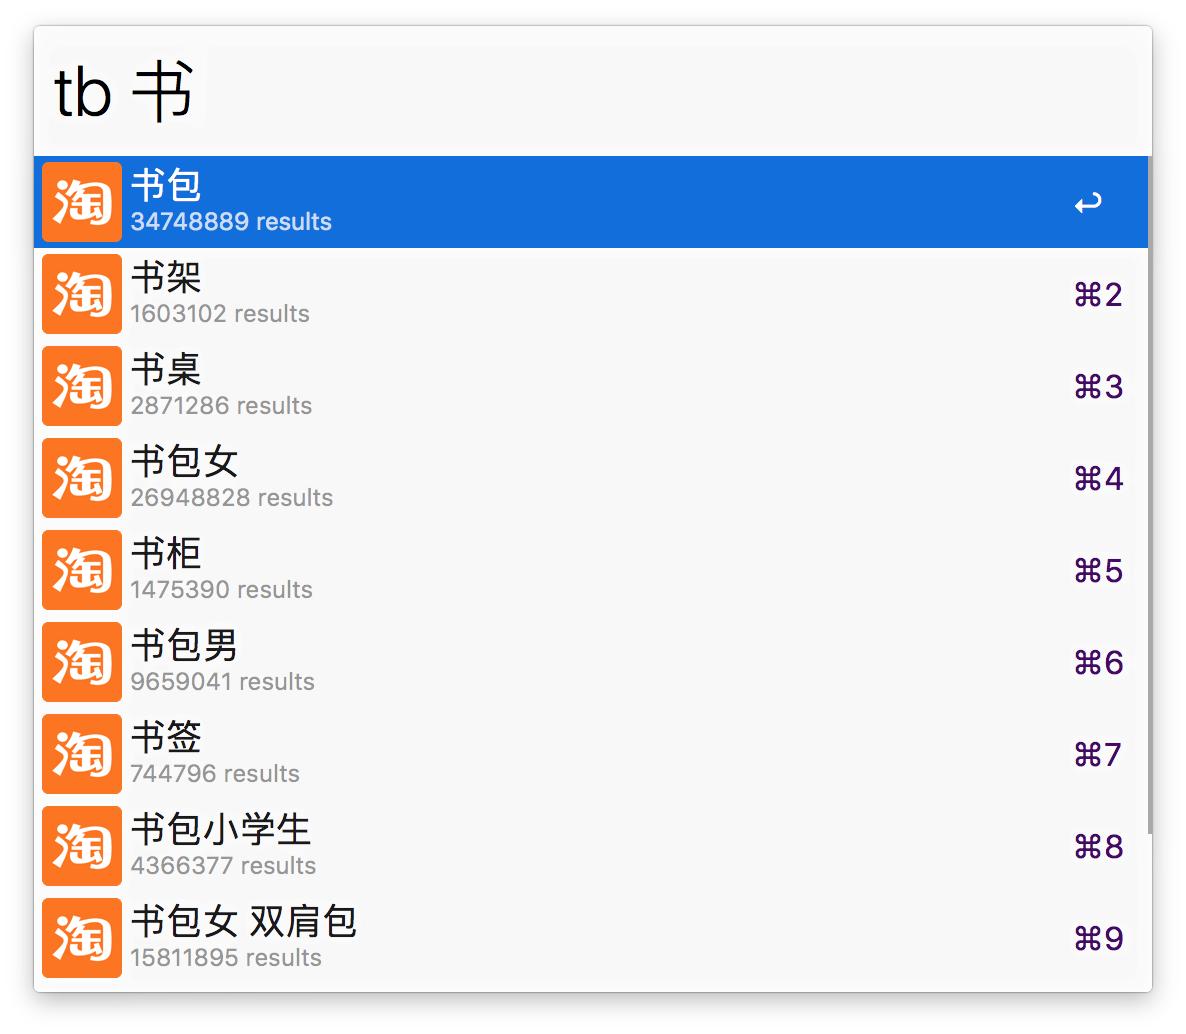 tb 书
淘 书包
34748889 results ↩
淘 书架
1603102 results ⌘2
淘 书桌
2871286 results ⌘3
淘 书包女
26948828 results ⌘4
淘 书柜
1475390 results ⌘5
淘 书包男
9659041 results ⌘6
淘 书签
744796 results ⌘7
淘 书包小学生
4366377 results ⌘8
淘 书包女 双肩包
15811895 results ⌘9